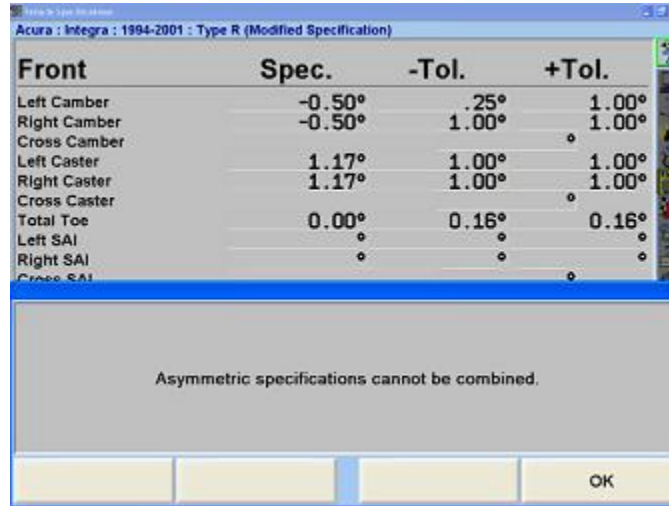 Acura : Integra : 1994-2001 : Type R (Modified Specification)
Front Spec. -Tol. +Tol.
Left Camber -0.50° .25° 1.00°
Right Camber -0.50° 1.00° 1.00°
Cross Camber °
Left Caster 1.17° 1.00° 1.00°
Right Caster 1.17° 1.00° 1.00°
Cross Caster °
Total Toe 0.00° 0.16° 0.16°
Left SAI ° ° °
Right SAI ° ° °
Cross SAI °
Asymmetric specifications cannot be combined.
OK